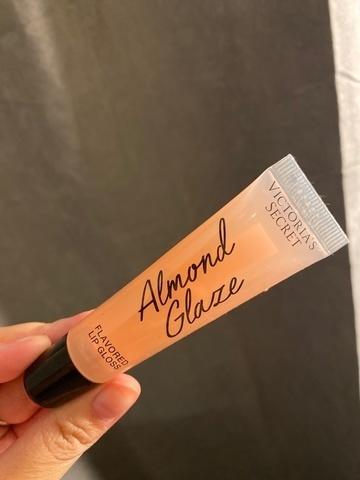 VICTORIA'S
SECRET
Almond
Glaze
FLAVORED
LIP GLOSS